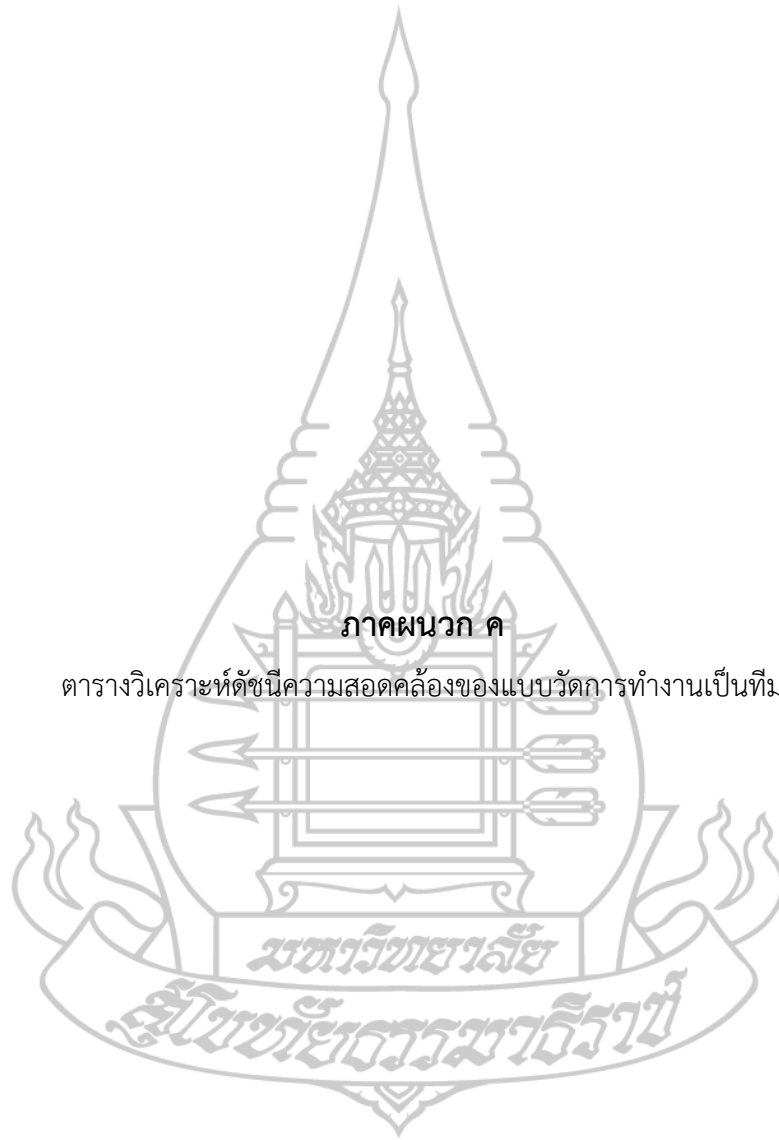 ภาคผนวก ค
ตารางวิเคราะห์ดัชนีความสอดคล้องของแบบวัดการทำงานเป็นทีม
มหาวิทยาลัย
สุโขทัยธรรมาธิราช